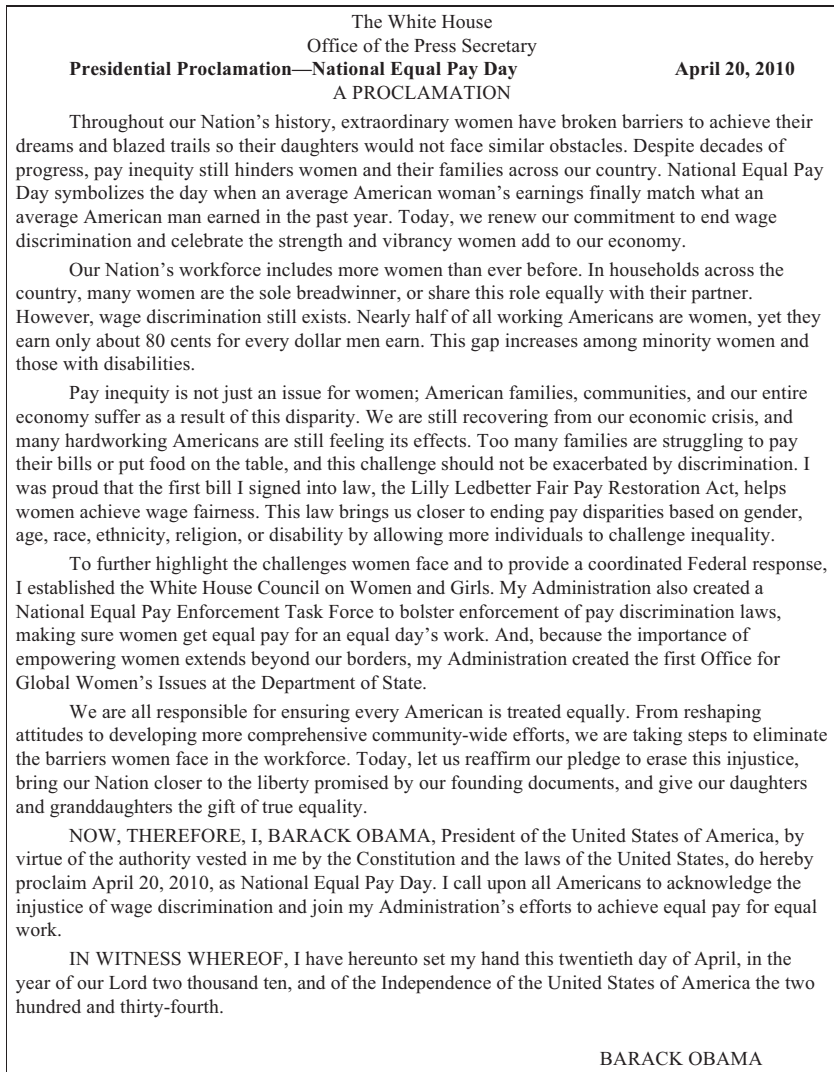 The White House
Office of the Press Secretary
Presidential Proclamation—National Equal Pay Day April 20, 2010
A PROCLAMATION
Throughout our Nation’s history, extraordinary women have broken barriers to achieve their
dreams and blazed trails so their daughters would not face similar obstacles. Despite decades of
progress, pay inequity still hinders women and their families across our country. National Equal Pay
Day symbolizes the day when an average American woman’s earnings finally match what an
average American man earned in the past year. Today, we renew our commitment to end wage
discrimination and celebrate the strength and vibrancy women add to our economy.
Our Nation’s workforce includes more women than ever before. In households across the
country, many women are the sole breadwinner, or share this role equally with their partner.
However, wage discrimination still exists. Nearly half of all working Americans are women, yet they
earn only about 80 cents for every dollar men earn. This gap increases among minority women and
those with disabilities.
Pay inequity is not just an issue for women; American families, communities, and our entire
economy suffer as a result of this disparity. We are still recovering from our economic crisis, and
many hardworking Americans are still feeling its effects. Too many families are struggling to pay
their bills or put food on the table, and this challenge should not be exacerbated by discrimination. I
was proud that the first bill I signed into law, the Lilly Ledbetter Fair Pay Restoration Act, helps
women achieve wage fairness. This law brings us closer to ending pay disparities based on gender,
age, race, ethnicity, religion, or disability by allowing more individuals to challenge inequality.
To further highlight the challenges women face and to provide a coordinated Federal response,
I established the White House Council on Women and Girls. My Administration also created a
National Equal Pay Enforcement Task Force to bolster enforcement of pay discrimination laws,
making sure women get equal pay for an equal day’s work. And, because the importance of
empowering women extends beyond our borders, my Administration created the first Office for
Global Women’s Issues at the Department of State.
We are all responsible for ensuring every American is treated equally. From reshaping
attitudes to developing more comprehensive community-wide efforts, we are taking steps to eliminate
the barriers women face in the workforce. Today, let us reaffirm our pledge to erase this injustice,
bring our Nation closer to the liberty promised by our founding documents, and give our daughters
and granddaughters the gift of true equality.
NOW, THEREFORE, I, BARACK OBAMA, President of the United States of America, by
virtue of the authority vested in me by the Constitution and the laws of the United States, do hereby
proclaim April 20, 2010, as National Equal Pay Day. I call upon all Americans to acknowledge the
injustice of wage discrimination and join my Administration’s efforts to achieve equal pay for equal
work.
IN WITNESS WHEREOF, I have hereunto set my hand this twentieth day of April, in the
year of our Lord two thousand ten, and of the Independence of the United States of America the two
hundred and thirty-fourth.
BARACK OBAMA